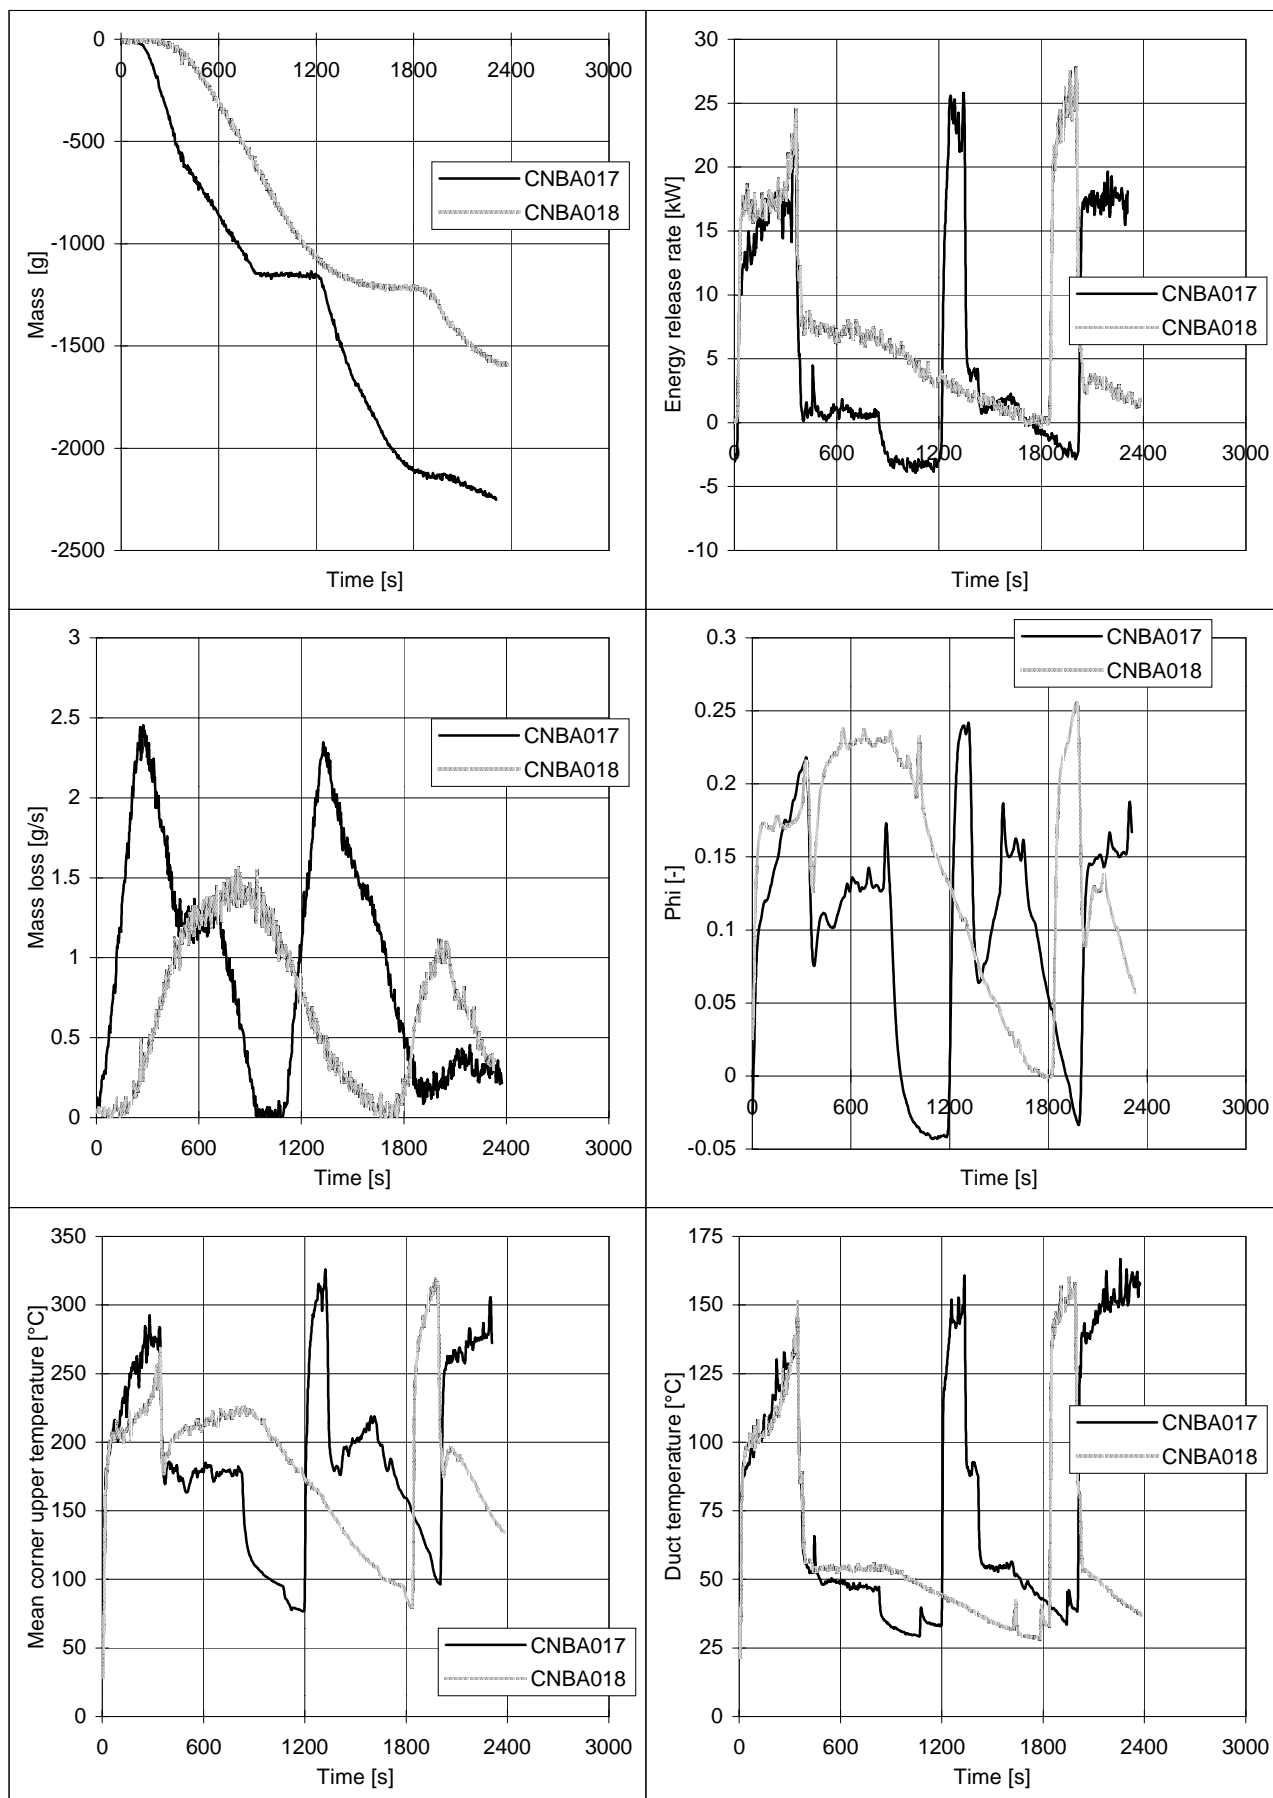 0
-500
-1000
-1500
-2000
-2500
0 600 1200 1800 2400 3000
Mass [g]
Time [s]
CNBA017
CNBA018
30
25
20
15
10
5
0
-5
-10
0 600 1200 1800 2400 3000
Energy release rate [kW]
Time [s]
CNBA017
CNBA018
3
2.5
2
1.5
1
0.5
0
0 600 1200 1800 2400 3000
Mass loss [g/s]
Time [s]
CNBA017
CNBA018
0.3
0.25
0.2
0.15
0.1
0.05
0
-0.05
0 600 1200 1800 2400 3000
Phi [-]
Time [s]
CNBA017
CNBA018
350
300
250
200
150
100
50
0
0 600 1200 1800 2400 3000
Mean corner upper temperature [°C]
Time [s]
CNBA017
CNBA018
175
150
125
100
75
50
25
0
0 600 1200 1800 2400 3000
Duct temperature [°C]
Time [s]
CNBA017
CNBA018